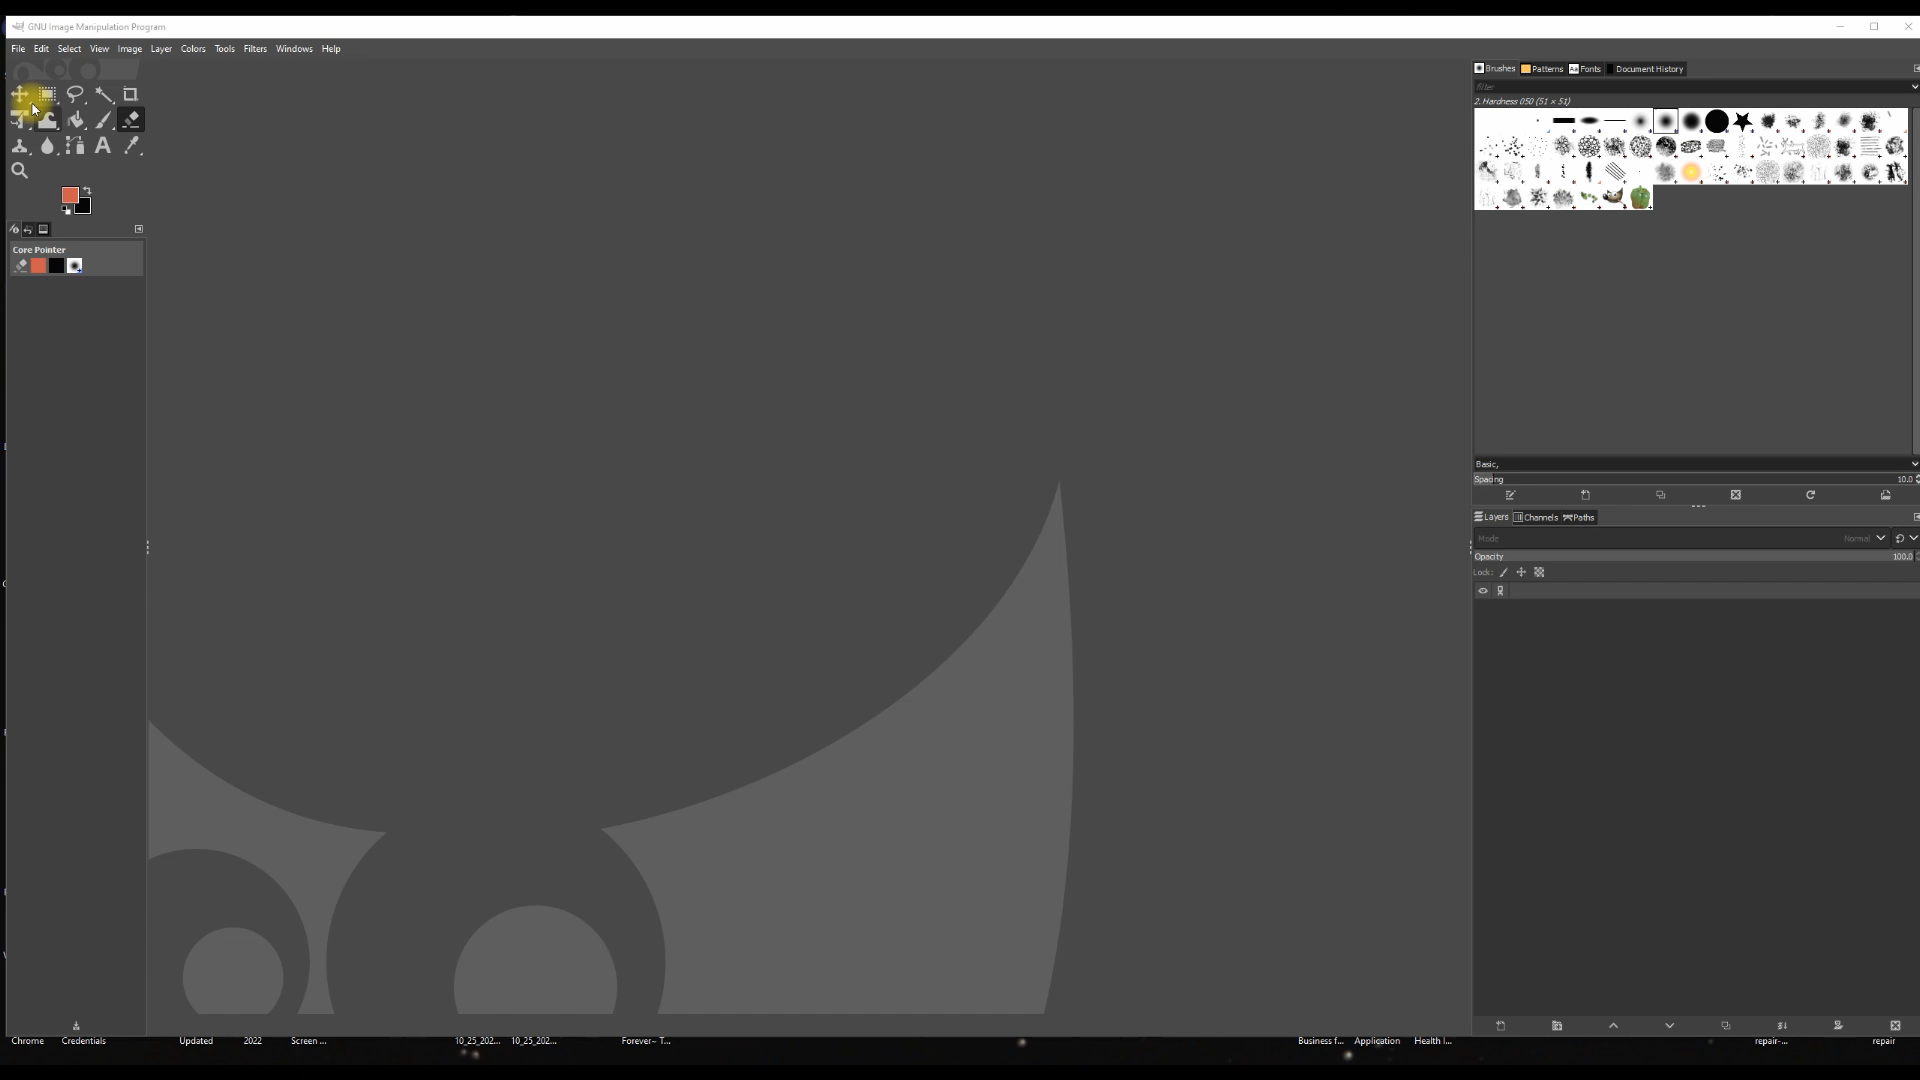 GNU Image Manipulation Program
File Edit Select View Image Layer Colors Tools Filters Windows Help
Brushes Patterns Fonts Document History
filter
2. Hardness 050 (51 × 51)
Core Pointer
Basic,
Spacing 10.0
Layers Channels Paths
Mode Normal
Opacity 100.0
Lock:
Chrome Credentials Updated 2022 Screen ... 10_25_202... 10_25_202... Forever~ T... Business f... Application Health I... repair-... repair